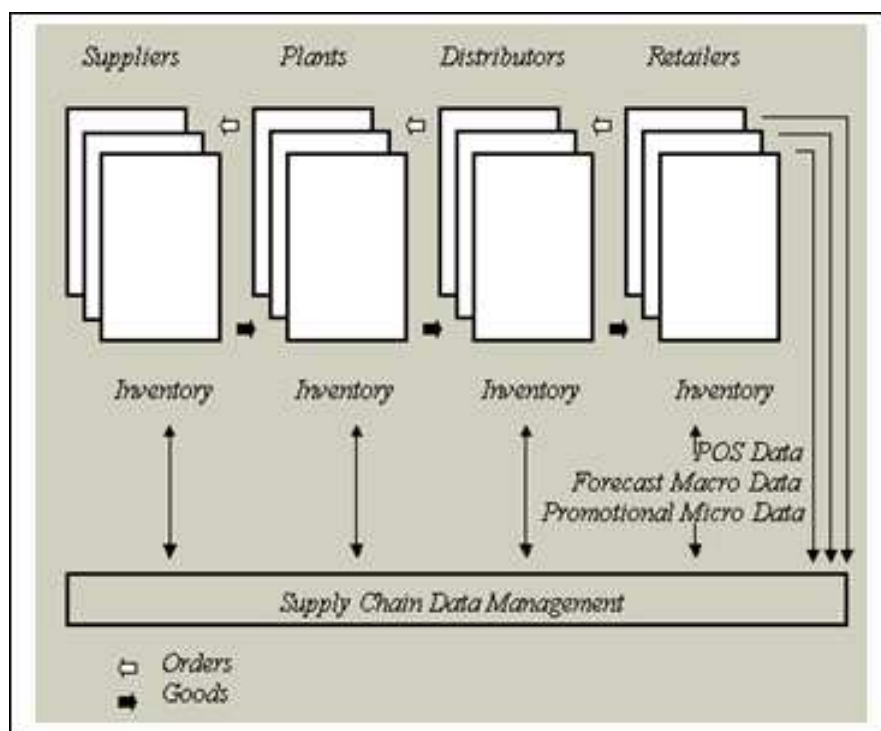 Suppliers Plants Distributors Retailers
Inventory Inventory Inventory Inventory
POS Data
Forecast Macro Data
Promotional Micro Data
Supply Chain Data Management
Orders
Goods